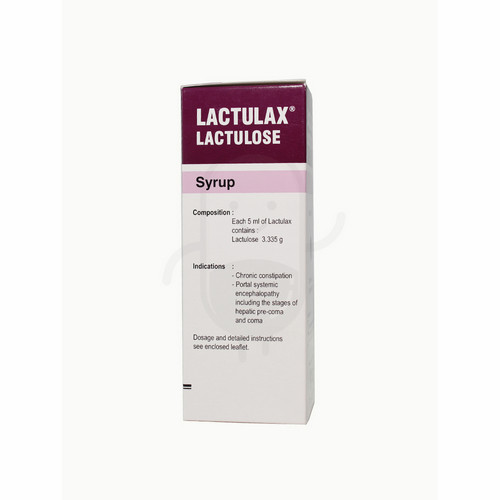 LACTULAX®
LACTULOSE
Syrup
Composition :
Each 5 ml of Lactulax
contains :
Lactulose 3.335 g
Indications :
- Chronic constipation
- Portal systemic
encephalopathy
including the stages of
hepatic pre-coma
and coma
Dosage and detailed instructions
see enclosed leaflet.